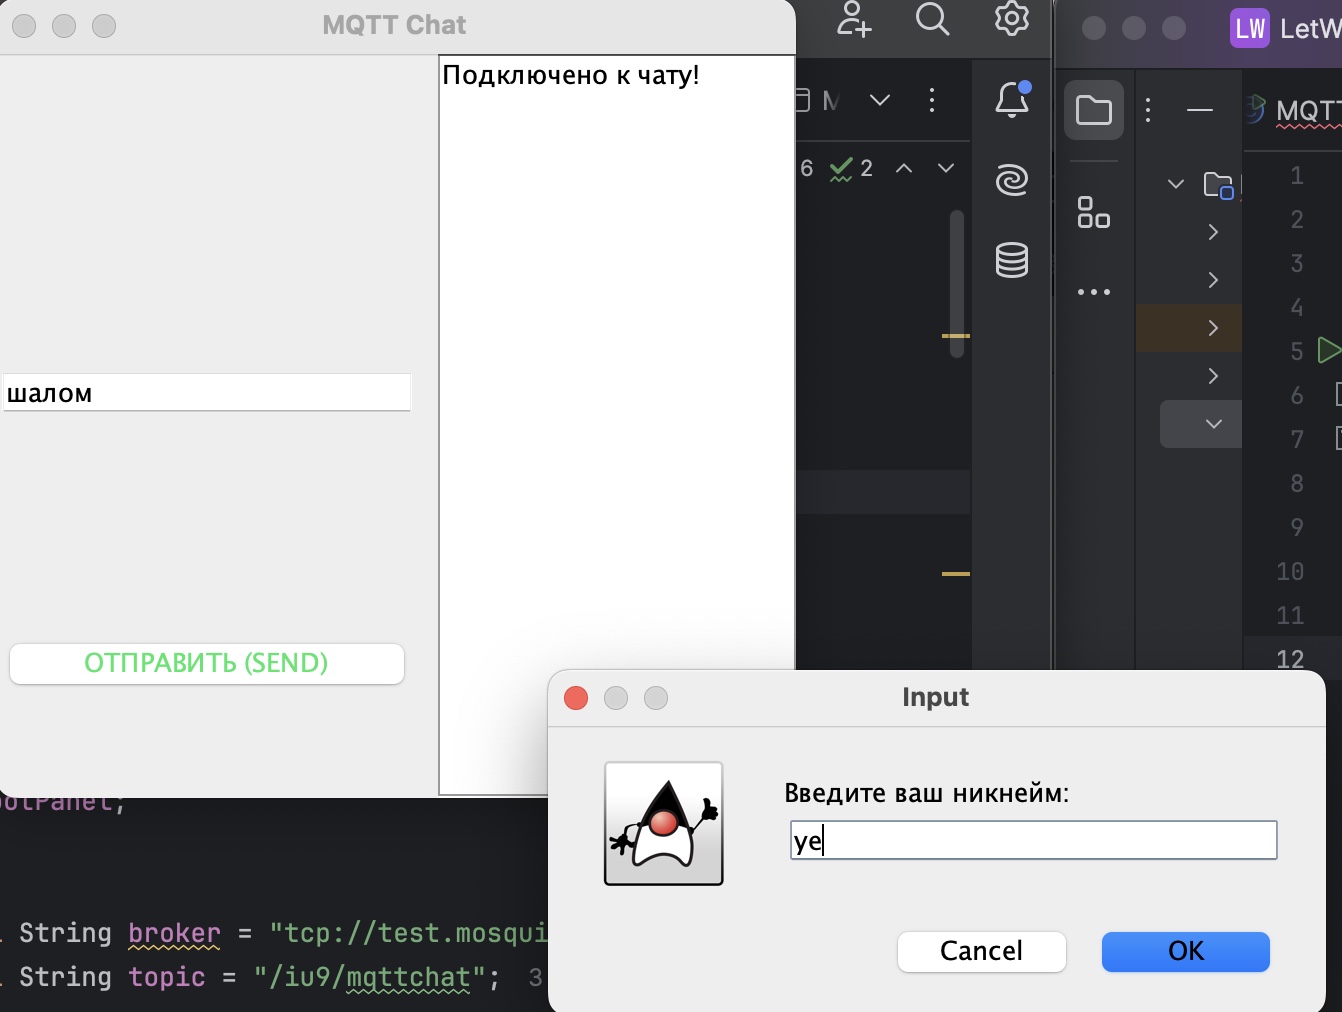 MQTT Chat
Подключено к чату!
шалом
ОТПРАВИТЬ (SEND)
6 2
LW LetW
MQTT
1
2
3
4
5
6
7
8
9
10
11
12
Input
Введите ваш никнейм:
ye
Cancel OK
String broker = "tcp://test.mosqui
String topic = "/iu9/mqttchat"; 3